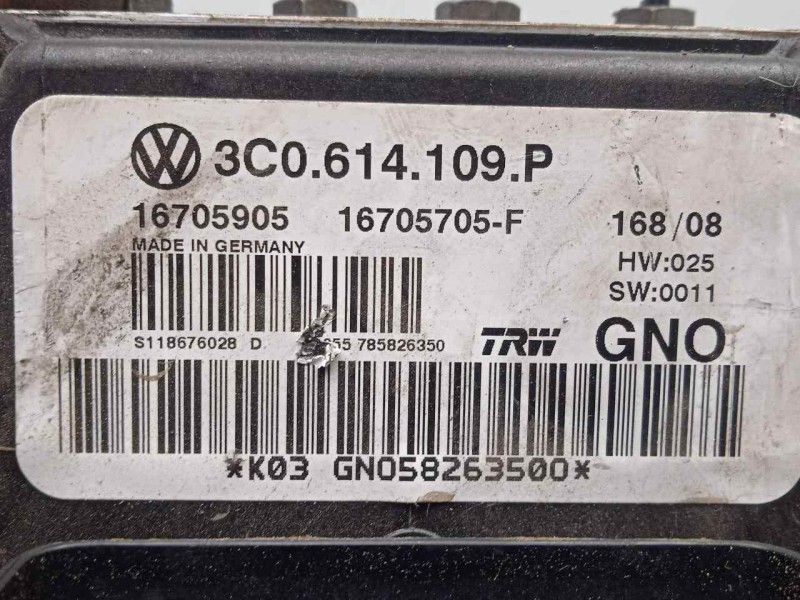 3C0.614.109.P
16705905 16705705-F 168/08
MADE IN GERMANY HW:025
SW:0011
S118676028 D 655 785826350
TRW GNO
*K03 GN058263500*